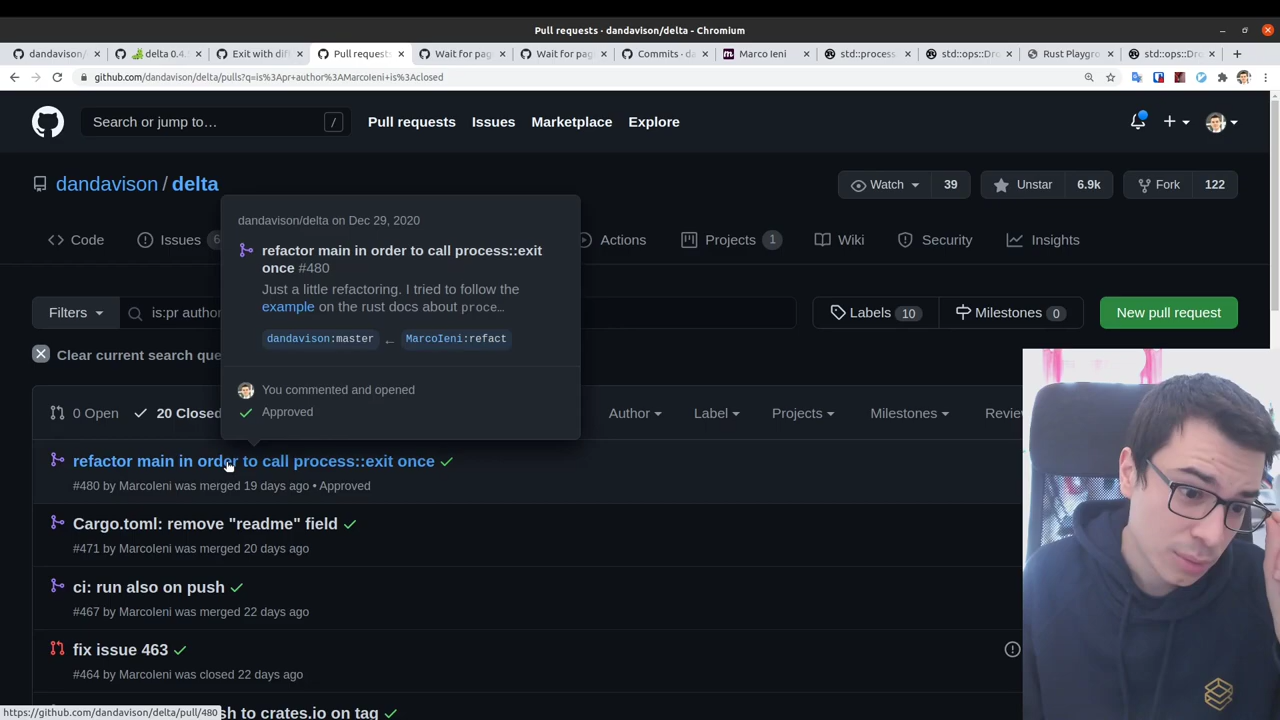 Pull requests · dandavison/delta - Chromium
dandavison/
delta 0.4.
Exit with dif
Pull requests
Wait for pag
Wait for page
Commits · da
Marco Ieni
std::process
std::ops::Dro
Rust Playgro
std::ops::Dro
github.com/dandavison/delta/pulls?q=is%3Apr+author%3AMarcoIeni+is%3Aclosed
Search or jump to…
/
Pull requests
Issues
Marketplace
Explore
dandavison / delta
Watch
39
Unstar
6.9k
Fork
122
Code
Issues
6
Actions
Projects
1
Wiki
Security
Insights
dandavison/delta on Dec 29, 2020
refactor main in order to call process::exit
once #480
Just a little refactoring. I tried to follow the
example on the rust docs about proce…
dandavison:master ← MarcoIeni:refact
You commented and opened
Approved
Filters
is:pr author
Labels
10
Milestones
0
New pull request
Clear current search que
0 Open
20 Closed
Author
Label
Projects
Milestones
Review
refactor main in order to call process::exit once
#480 by MarcoIeni was merged 19 days ago • Approved
Cargo.toml: remove "readme" field
#471 by MarcoIeni was merged 20 days ago
ci: run also on push
#467 by MarcoIeni was merged 22 days ago
fix issue 463
#464 by MarcoIeni was closed 22 days ago
sh to crates.io on tag
https://github.com/dandavison/delta/pull/480